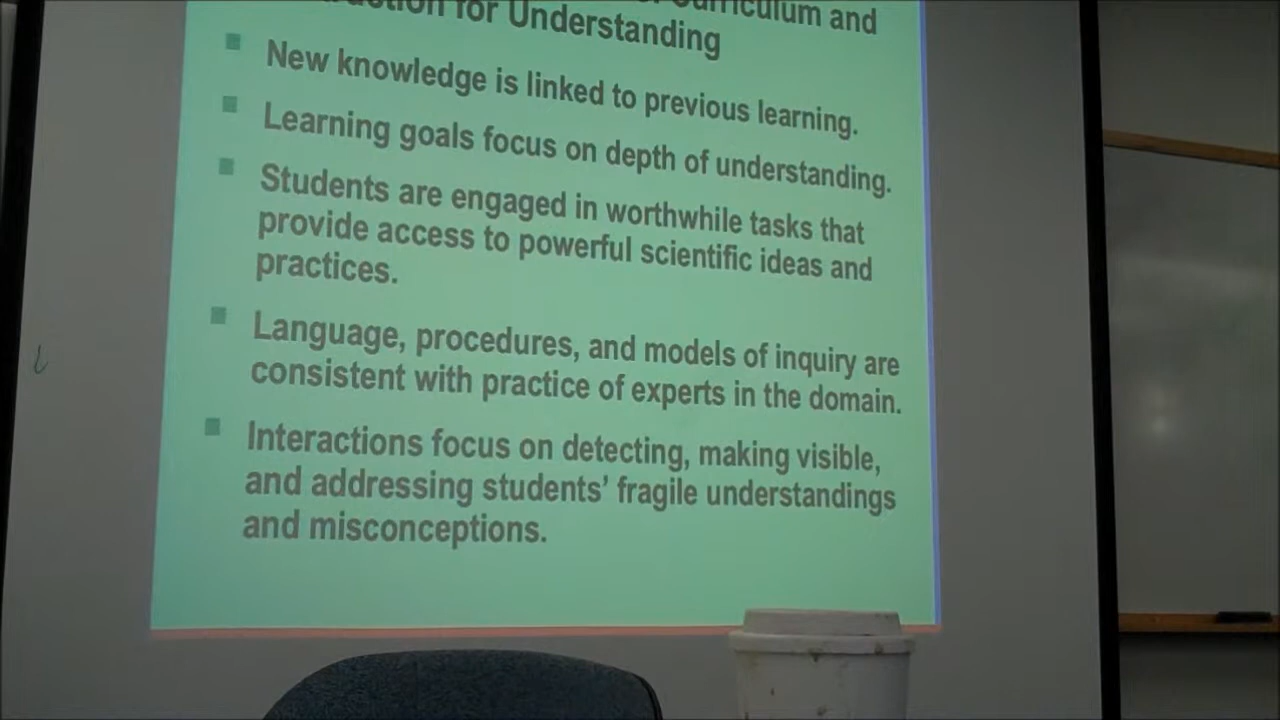 Curriculum and
for Understanding
New knowledge is linked to previous learning.
Learning goals focus on depth of understanding.
Students are engaged in worthwhile tasks that
provide access to powerful scientific ideas and
practices.
Language, procedures, and models of inquiry are
consistent with practice of experts in the domain.
Interactions focus on detecting, making visible,
and addressing students’ fragile understandings
and misconceptions.